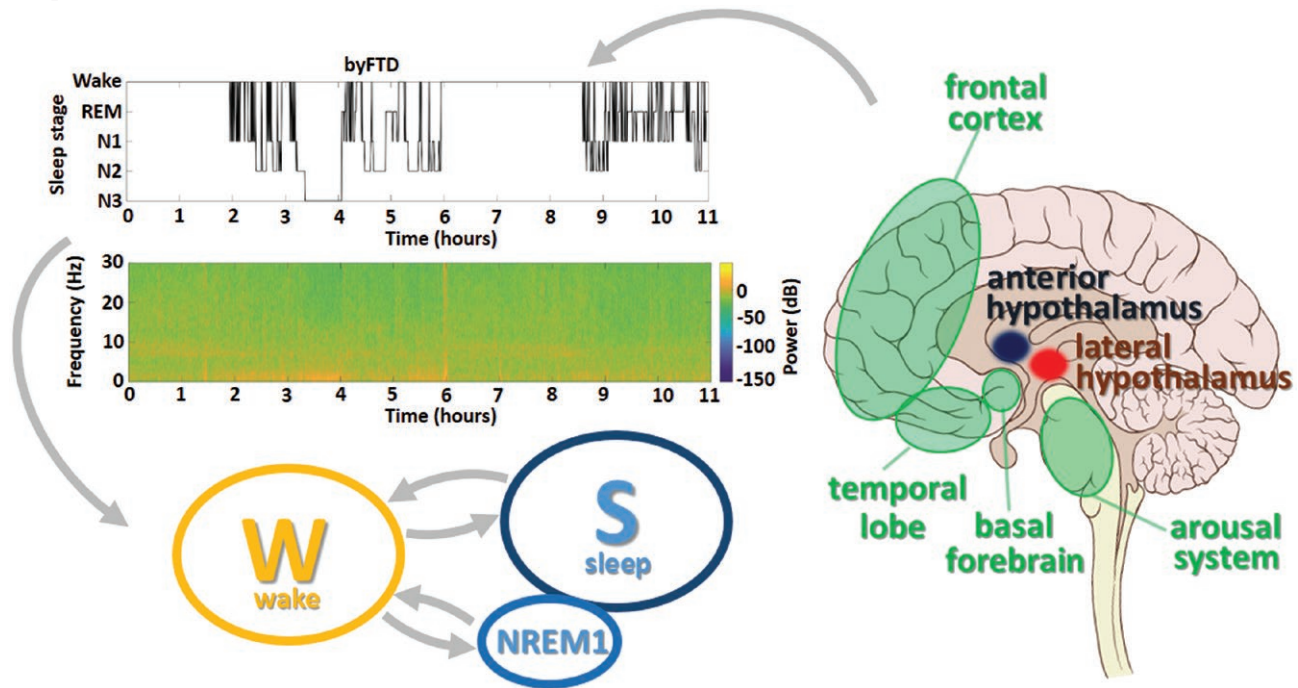 byFTD
Sleep stage
Wake
REM
N1
N2
N3
0 1 2 3 4 5 6 7 8 9 10 11
Time (hours)
Frequency (Hz)
30
20
10
0
0 1 2 3 4 5 6 7 8 9 10 11
Time (hours)
0
-50
-100
-150
Power (dB)
W
wake
S
sleep
NREM1
frontal
cortex
anterior
hypothalamus
lateral
hypothalamus
temporal
lobe
basal
forebrain
arousal
system